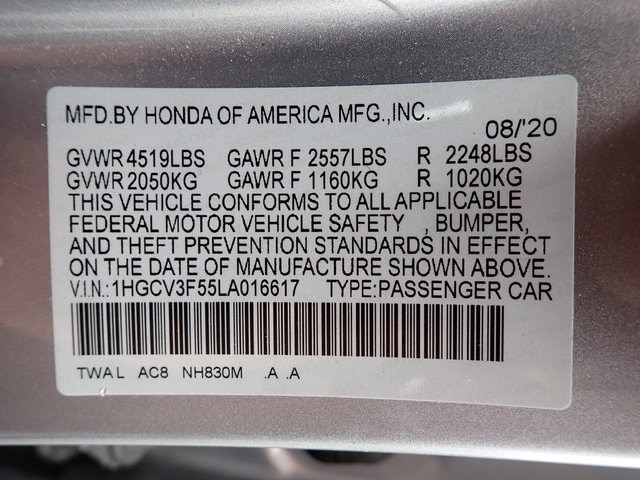 MFD.BY HONDA OF AMERICA MFG.,INC. 08/'20
GVWR 4519LBS GAWR F 2557LBS R 2248LBS
GVWR 2050KG GAWR F 1160KG R 1020KG
THIS VEHICLE CONFORMS TO ALL APPLICABLE
FEDERAL MOTOR VEHICLE SAFETY , BUMPER,
AND THEFT PREVENTION STANDARDS IN EFFECT
ON THE DATE OF MANUFACTURE SHOWN ABOVE.
V.I.N.:1HGCV3F55LA016617 TYPE:PASSENGER CAR
TWAL AC8 NH830M .A .A